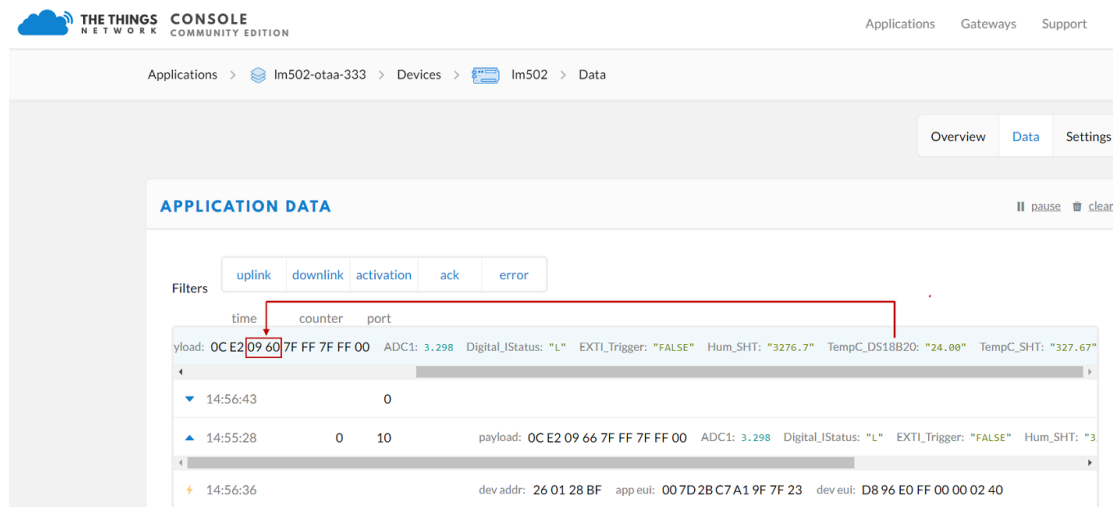 THE THINGS NETWORK CONSOLE COMMUNITY EDITION
Applications Gateways Support
Applications > lm502-otaa-333 > Devices > lm502 > Data
Overview Data Settings
APPLICATION DATA
pause clear
Filters uplink downlink activation ack error
time counter port
yload: 0C E2 09 60 7F FF 7F FF 00 ADC1: 3.298 Digital_IStatus: "L" EXTI_Trigger: "FALSE" Hum_SHT: "3276.7" TempC_DS18B20: "24.00" TempC_SHT: "327.67"
14:56:43 0
14:55:28 0 10 payload: 0C E2 09 66 7F FF 7F FF 00 ADC1: 3.298 Digital_IStatus: "L" EXTI_Trigger: "FALSE" Hum_SHT: "3
14:56:36 dev addr: 26 01 28 BF app eui: 00 7D 2B C7 A1 9F 7F 23 dev eui: D8 96 E0 FF 00 00 02 40